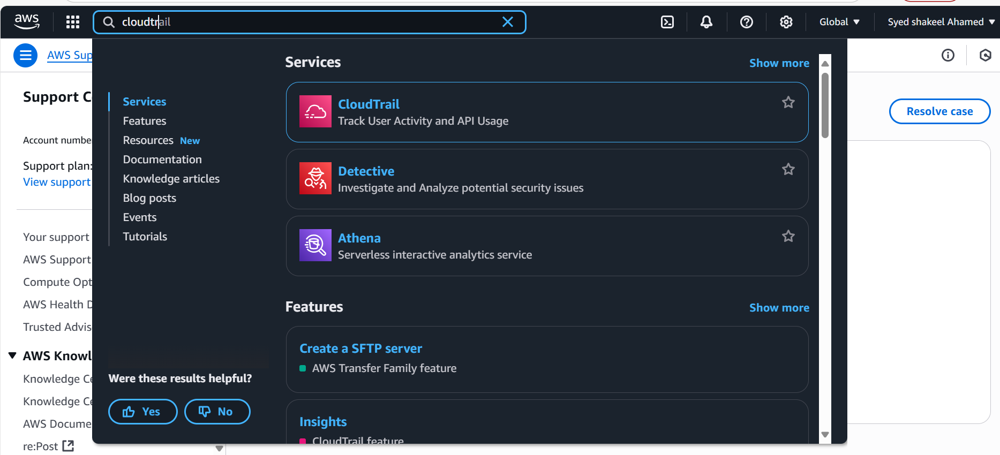 aws
cloudtrail
Global
Syed shakeel Ahamed
AWS Sup
Support C
Account numbe
Support plan:
View support
Your support
AWS Support
Compute Opt
AWS Health D
Trusted Advis
AWS Knowl
Knowledge Ce
Knowledge Ce
AWS Docume
re:Post
Services
Features
Resources New
Documentation
Knowledge articles
Blog posts
Events
Tutorials
Were these results helpful?
Yes
No
Services
Show more
CloudTrail
Track User Activity and API Usage
Detective
Investigate and Analyze potential security issues
Athena
Serverless interactive analytics service
Features
Show more
Create a SFTP server
AWS Transfer Family feature
Insights
CloudTrail feature
Resolve case